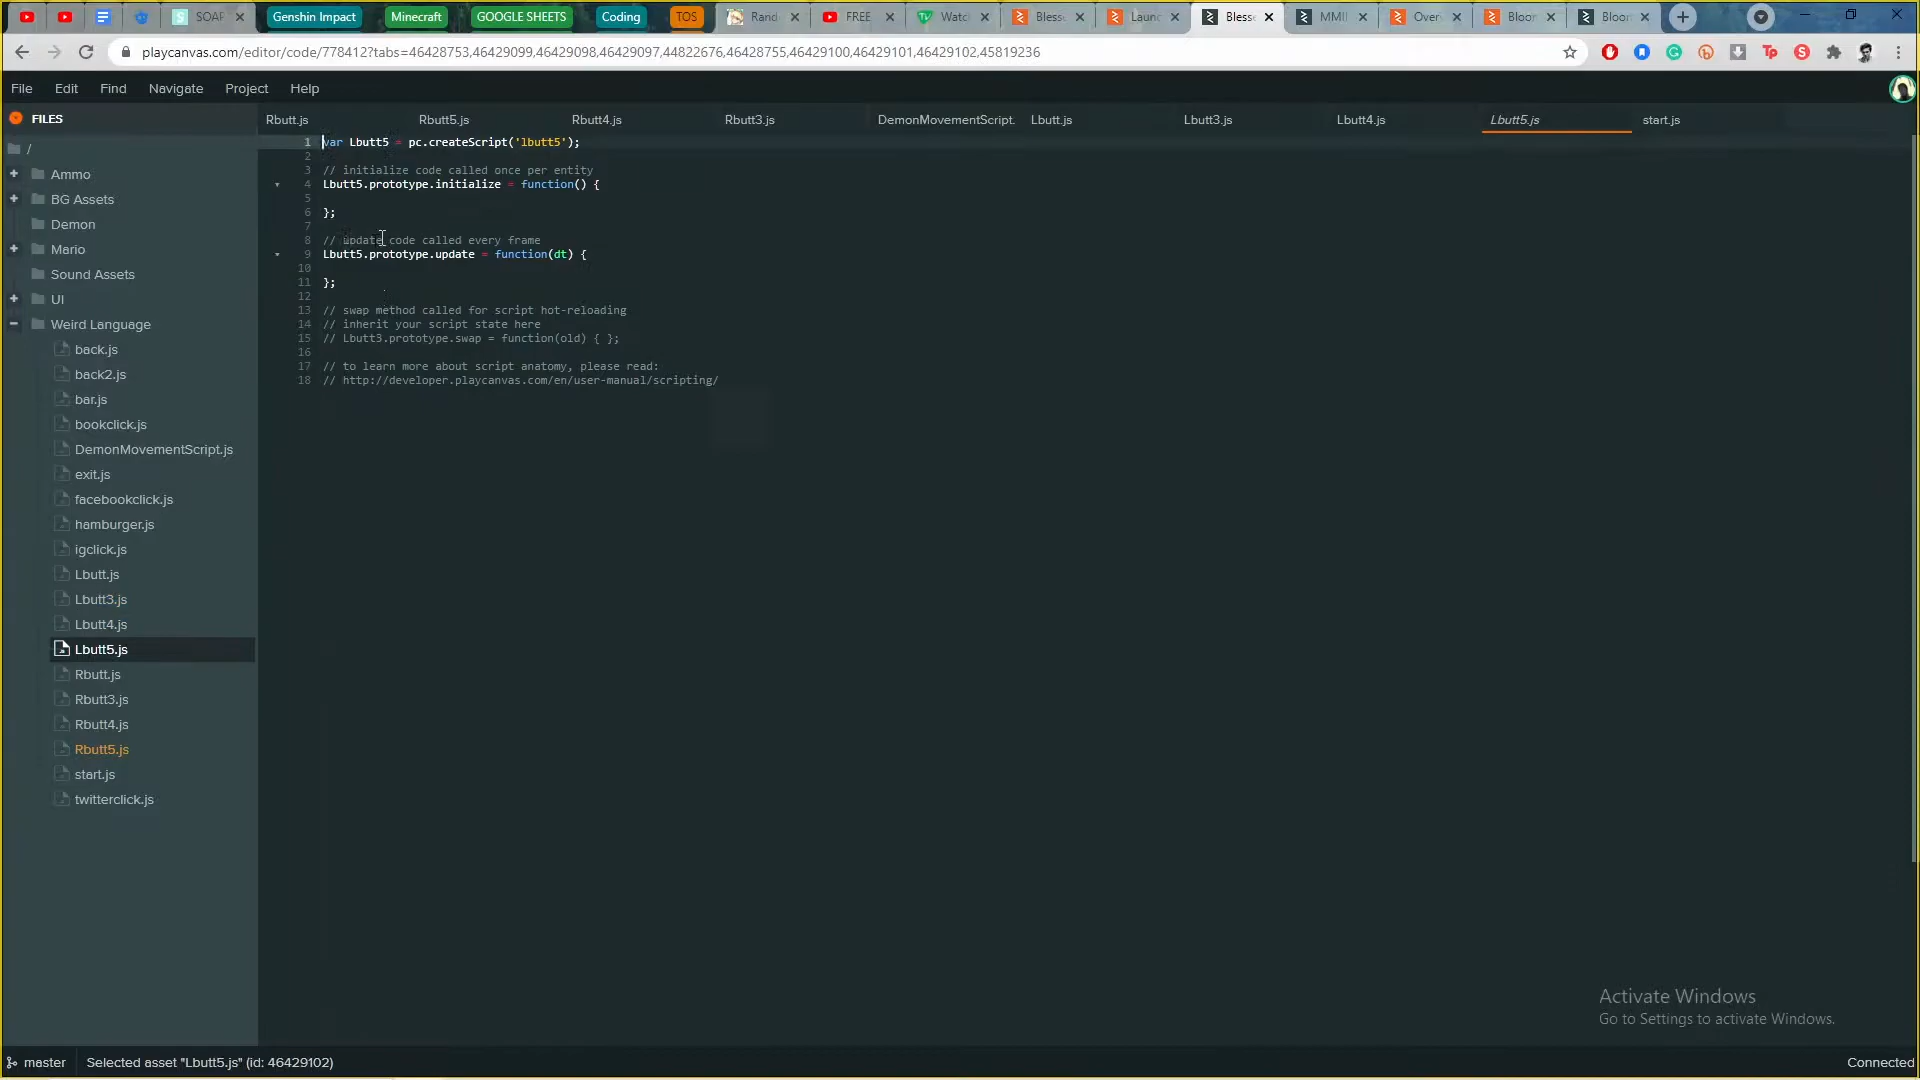 SOAP
Genshin Impact
Minecraft
GOOGLE SHEETS
Coding
TOS
Rand
FREE
Watc
Bless
Laun
Bless
MMI
Over
Bloor
Bloor
playcanvas.com/editor/code/778412?tabs=46428753,46429099,46429098,46429097,44822676,46428755,46429100,46429101,46429102,45819236
File Edit Find Navigate Project Help
FILES
/
Ammo
BG Assets
Demon
Mario
Sound Assets
UI
Weird Language
back.js
back2.js
bar.js
bookclick.js
DemonMovementScript.js
exit.js
facebookclick.js
hamburger.js
igclick.js
Lbutt.js
Lbutt3.js
Lbutt4.js
Lbutt5.js
Rbutt.js
Rbutt3.js
Rbutt4.js
Rbutt5.js
start.js
twitterclick.js
Rbutt.js Rbutt5.js Rbutt4.js Rbutt3.js DemonMovementScript. Lbutt.js Lbutt3.js Lbutt4.js Lbutt5.js start.js
1 var Lbutt5 = pc.createScript('lbutt5');
2
3 // initialize code called once per entity
4 Lbutt5.prototype.initialize = function() {
5
6 };
7
8 // update code called every frame
9 Lbutt5.prototype.update = function(dt) {
10
11 };
12
13 // swap method called for script hot-reloading
14 // inherit your script state here
15 // Lbutt3.prototype.swap = function(old) { };
16
17 // to learn more about script anatomy, please read:
18 // http://developer.playcanvas.com/en/user-manual/scripting/
Activate Windows
Go to Settings to activate Windows.
master Selected asset "Lbutt5.js" (id: 46429102)
Connected